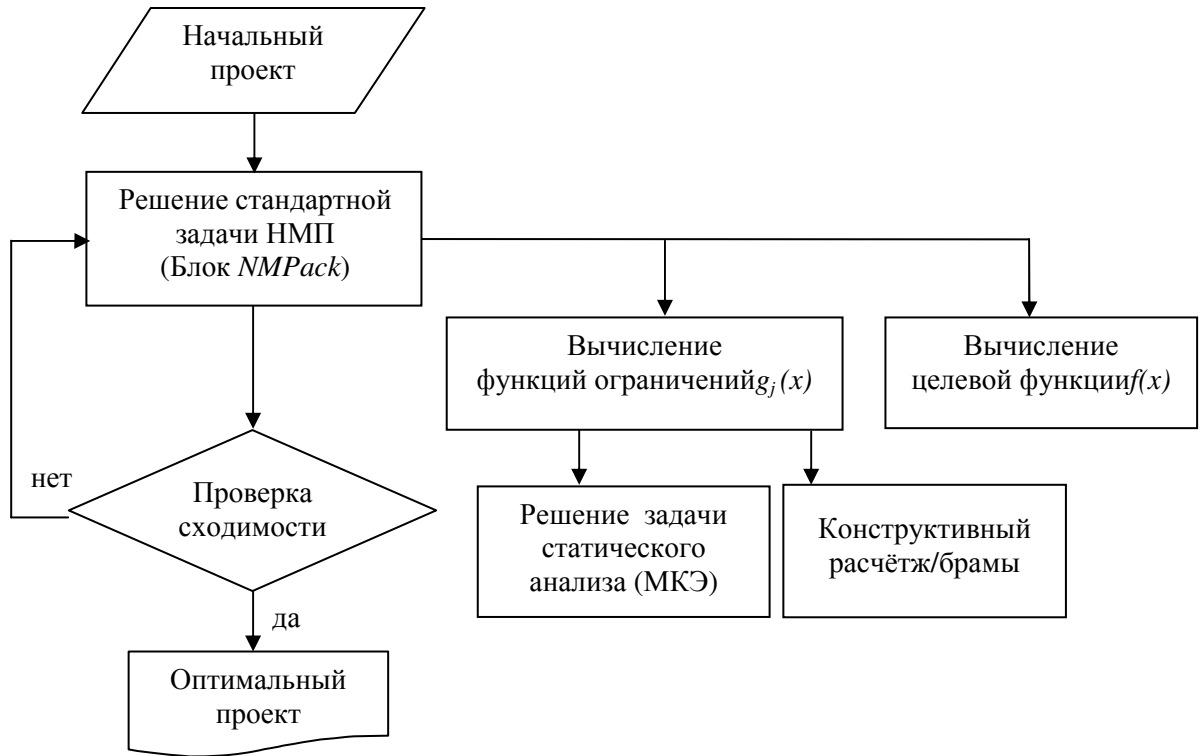 Начальный
проект
Решение стандартной
задачи НМП
(Блок NMPack)
Вычисление
функций ограниченийgj(x)
Вычисление
целевой функцииf(x)
нет
Проверка
сходимости
Решение задачи
статического
анализа (МКЭ)
Конструктивный
расчётж/брамы
да
Оптимальный
проект